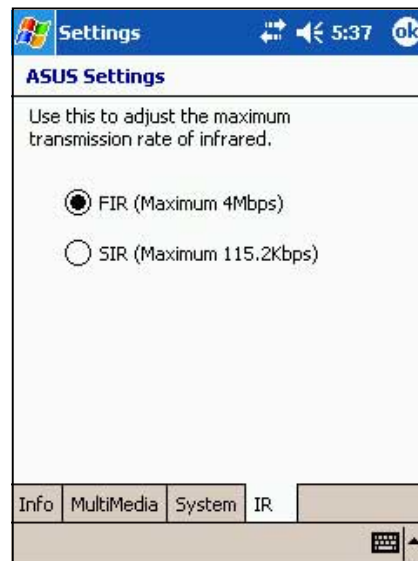 Settings 5:37 ok
ASUS Settings
Use this to adjust the maximum
transmission rate of infrared.
FIR (Maximum 4Mbps)
SIR (Maximum 115.2Kbps)
Info MultiMedia System IR